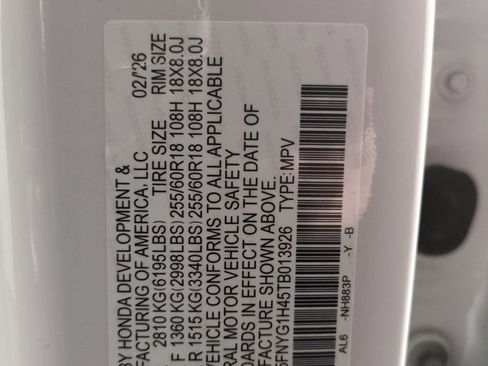 BY HONDA DEVELOPMENT & 02/'26
FACTURING OF AMERICA, LLC
TIRE SIZE RIM SIZE
2810 KG(6195LBS)
F 1360 KG(2998LBS) 255/60R18 108H 18X8.0J
R 1515 KG(3340LBS) 255/60R18 108H 18X8.0J
VEHICLE CONFORMS TO ALL APPLICABLE
RAL MOTOR VEHICLE SAFETY
DARDS IN EFFECT ON THE DATE OF
FACTURE SHOWN ABOVE.
5FNYG1H45TB013926 TYPE:MPV
AL6 -NH883P -Y -B